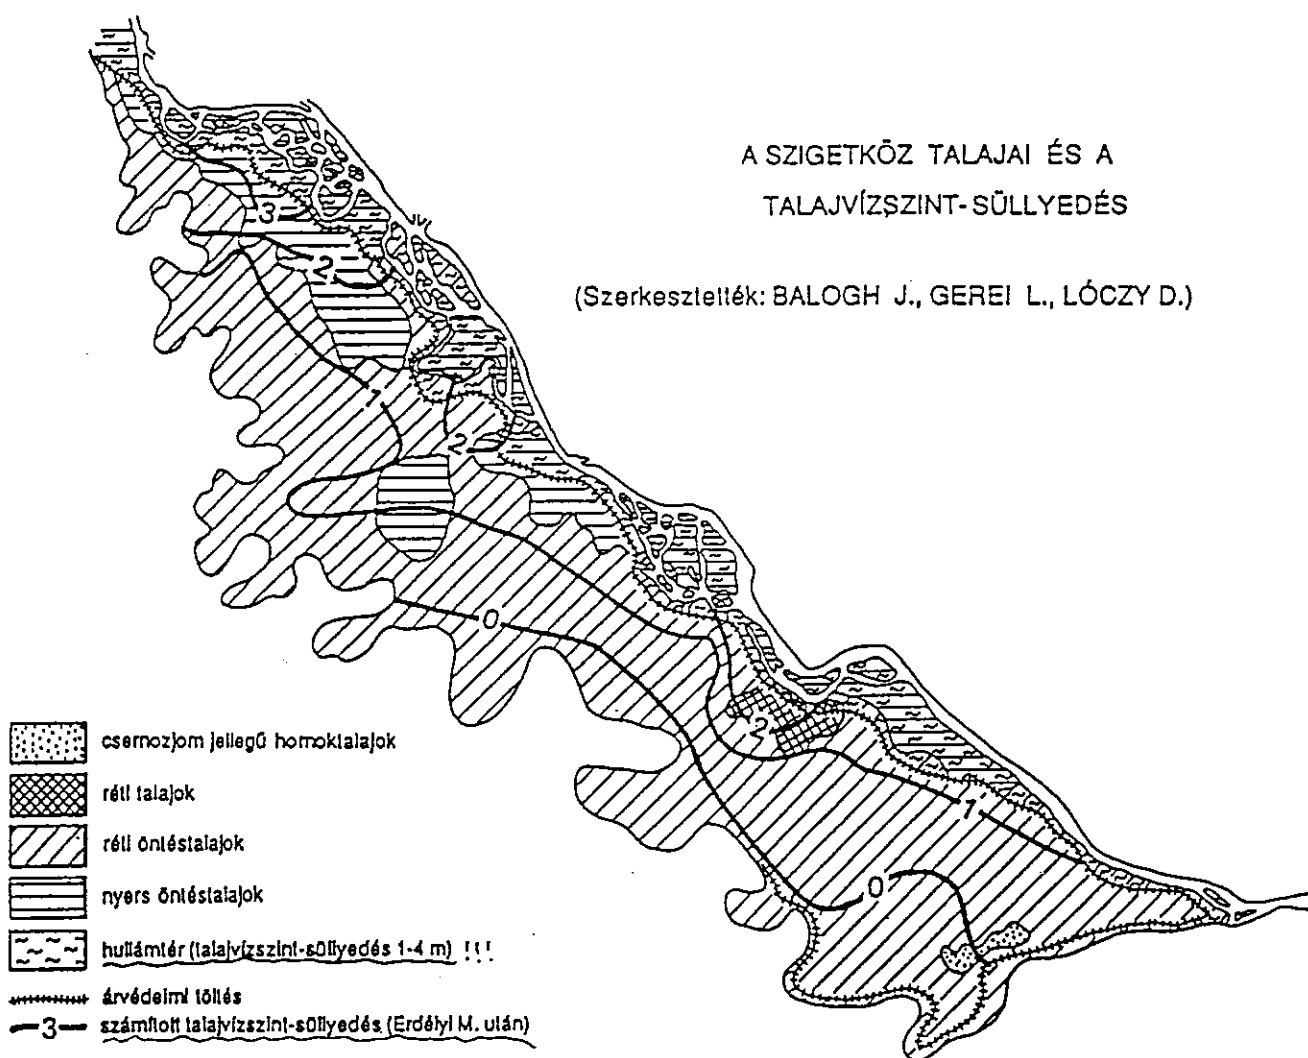 A SZIGETKÖZ TALAJAI ÉS A
TALAJVÍZSZINT-SÜLLYEDÉS
(Szerkesztették: BALOGH J., GEREI L., LÓCZY D.)
3
2
1
2
0
2
1
0
csernozjom jellegű homoktalajok
réti talajok
réti öntéstalajok
nyers öntéstalajok
hullámtér (talajvízszint-süllyedés 1-4 m) !!!
árvédelmi töltés
3 számított talajvízszint-süllyedés (Erdélyi M. után)